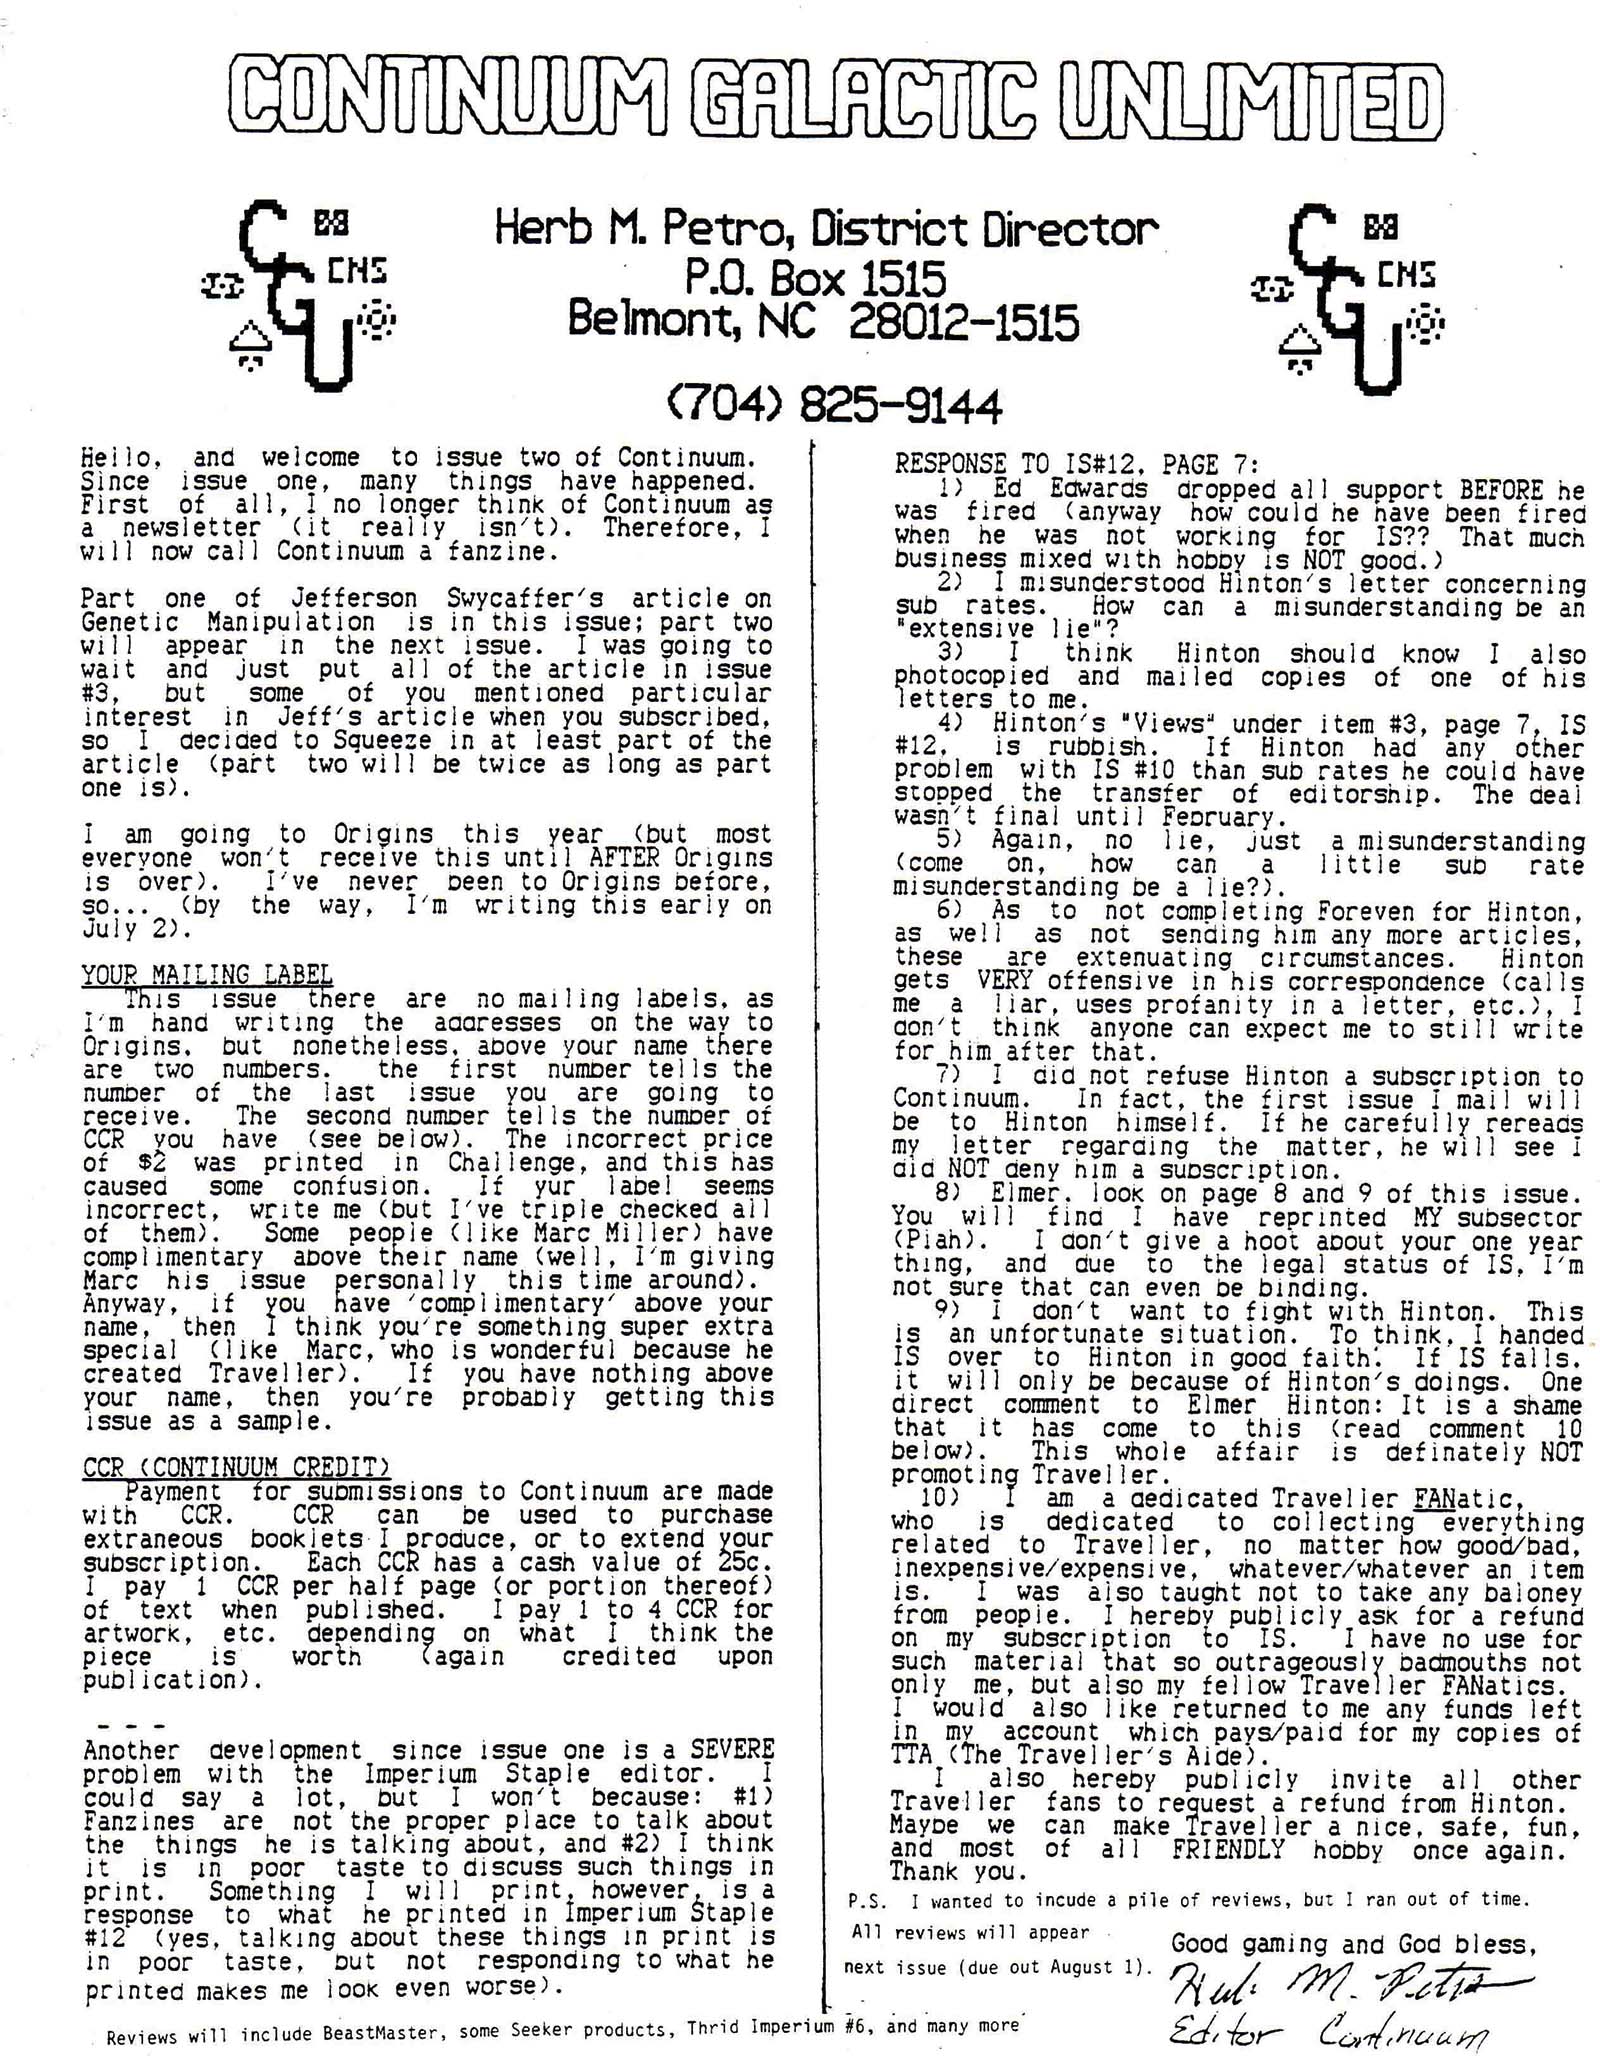 CONTINUUM GALACTIC UNLIMITED
Herb M. Petro, District Director
P.O. Box 1515
Belmont, NC 28012-1515
(704) 825-9144
CGU
CNS
CGU
CNS
Hello, and welcome to issue two of Continuum.
Since issue one, many things have happened.
First of all, I no longer think of Continuum as
a newsletter (it really isn't). Therefore, I
will now call Continuum a fanzine.
Part one of Jefferson Swycaffer's article on
Genetic Manipulation is in this issue; part two
will appear in the next issue. I was going to
wait and just put all of the article in issue
#3, but some of you mentioned particular
interest in Jeff's article when you subscribed,
so I decided to Squeeze in at least part of the
article (part two will be twice as long as part
one is).
I am going to Origins this year (but most
everyone won't receive this until AFTER Origins
is over). I've never been to Origins before,
so... (by the way, I'm writing this early on
July 2).
YOUR MAILING LABEL
This issue there are no mailing labels, as
I'm hand writing the addresses on the way to
Origins, but nonetheless, above your name there
are two numbers. the first number tells the
number of the last issue you are going to
receive. The second number tells the number of
CCR you have (see below). The incorrect price
of $2 was printed in Challenge, and this has
caused some confusion. If yur label seems
incorrect, write me (but I've triple checked all
of them). Some people (like Marc Miller) have
complimentary above their name (well, I'm giving
Marc his issue personally this time around).
Anyway, if you have 'complimentary' above your
name, then I think you're something super extra
special (like Marc, who is wonderful because he
created Traveller). If you have nothing above
your name, then you're probably getting this
issue as a sample.
CCR (CONTINUUM CREDIT)
Payment for submissions to Continuum are made
with CCR. CCR can be used to purchase
extraneous booklets I produce, or to extend your
subscription. Each CCR has a cash value of 25c.
I pay 1 CCR per half page (or portion thereof)
of text when published. I pay 1 to 4 CCR for
artwork, etc. depending on what I think the
piece is worth (again credited upon
publication).
- - -
Another development since issue one is a SEVERE
problem with the Imperium Staple editor. I
could say a lot, but I won't because: #1)
Fanzines are not the proper place to talk about
the things he is talking about, and #2) I think
it is in poor taste to discuss such things in
print. Something I will print, however, is a
response to what he printed in Imperium Staple
#12 (yes, talking about these things in print is
in poor taste, but not responding to what he
printed makes me look even worse).
RESPONSE TO IS#12, PAGE 7:
1) Ed Edwards dropped all support BEFORE he
was fired (anyway how could he have been fired
when he was not working for IS?? That much
business mixed with hobby is NOT good.)
2) I misunderstood Hinton's letter concerning
sub rates. How can a misunderstanding be an
"extensive lie"?
3) I think Hinton should know I also
photocopied and mailed copies of one of his
letters to me.
4) Hinton's "Views" under item #3, page 7, IS
#12, is rubbish. If Hinton had any other
problem with IS #10 than sub rates he could have
stopped the transfer of editorship. The deal
wasn't final until February.
5) Again, no lie, just a misunderstanding
(come on, how can a little sub rate
misunderstanding be a lie?).
6) As to not completing Foreven for Hinton,
as well as not sending him any more articles,
these are extenuating circumstances. Hinton
gets VERY offensive in his correspondence (calls
me a liar, uses profanity in a letter, etc.), I
don't think anyone can expect me to still write
for him after that.
7) I did not refuse Hinton a subscription to
Continuum. In fact, the first issue I mail will
be to Hinton himself. If he carefully rereads
my letter regarding the matter, he will see I
did NOT deny him a subscription.
8) Elmer, look on page 8 and 9 of this issue.
You will find I have reprinted MY subsector
(Piah). I don't give a hoot about your one year
thing, and due to the legal status of IS, I'm
not sure that can even be binding.
9) I don't want to fight with Hinton. This
is an unfortunate situation. To think, I handed
IS over to Hinton in good faith. If IS falls,
it will only be because of Hinton's doings. One
direct comment to Elmer Hinton: It is a shame
that it has come to this (read comment 10
below). This whole affair is definately NOT
promoting Traveller.
10) I am a dedicated Traveller FANatic,
who is dedicated to collecting everything
related to Traveller, no matter how good/bad,
inexpensive/expensive, whatever/whatever an item
is. I was also taught not to take any baloney
from people. I hereby publicly ask for a refund
on my subscription to IS. I have no use for
such material that so outrageously badmouths not
only me, but also my fellow Traveller FANatics.
I would also like returned to me any funds left
in my account which pays/paid for my copies of
TTA (The Traveller's Aide).
I also hereby publicly invite all other
Traveller fans to request a refund from Hinton.
Maybe we can make Traveller a nice, safe, fun,
and most of all FRIENDLY hobby once again.
Thank you.
P.S. I wanted to incude a pile of reviews, but I ran out of time.
All reviews will appear
next issue (due out August 1).
Good gaming and God bless,
Herb M. Petro
Editor Continuum
Reviews will include BeastMaster, some Seeker products, Thrid Imperium #6, and many more